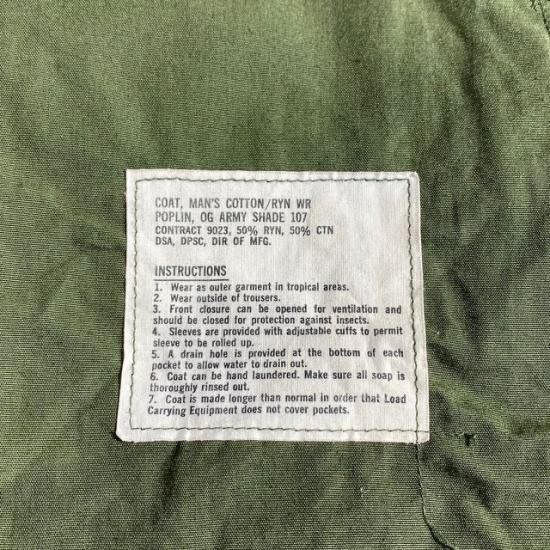 COAT, MAN'S COTTON/RYN WR
POPLIN, OG ARMY SHADE 107
CONTRACT 9023, 50% RYN, 50% CTN
DSA, DPSC, DIR OF MFG.
INSTRUCTIONS
1. Wear as outer garment in tropical areas.
2. Wear outside of trousers.
3. Front closure can be opened for ventilation and
should be closed for protection against insects.
4. Sleeves are provided with adjustable cuffs to permit
sleeve to be rolled up.
5. A drain hole is provided at the bottom of each
pocket to allow water to drain out.
6. Coat can be hand laundered. Make sure all soap is
thoroughly rinsed out.
7. Coat is made longer than normal in order that Load
Carrying Equipment does not cover pockets.